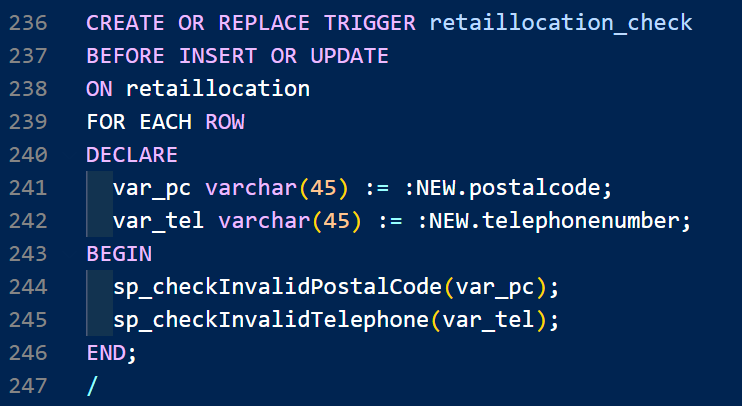 236 CREATE OR REPLACE TRIGGER retaillocation_check
237 BEFORE INSERT OR UPDATE
238 ON retaillocation
239 FOR EACH ROW
240 DECLARE
241   var_pc varchar(45) := :NEW.postalcode;
242   var_tel varchar(45) := :NEW.telephonenumber;
243 BEGIN
244   sp_checkInvalidPostalCode(var_pc);
245   sp_checkInvalidTelephone(var_tel);
246 END;
247 /